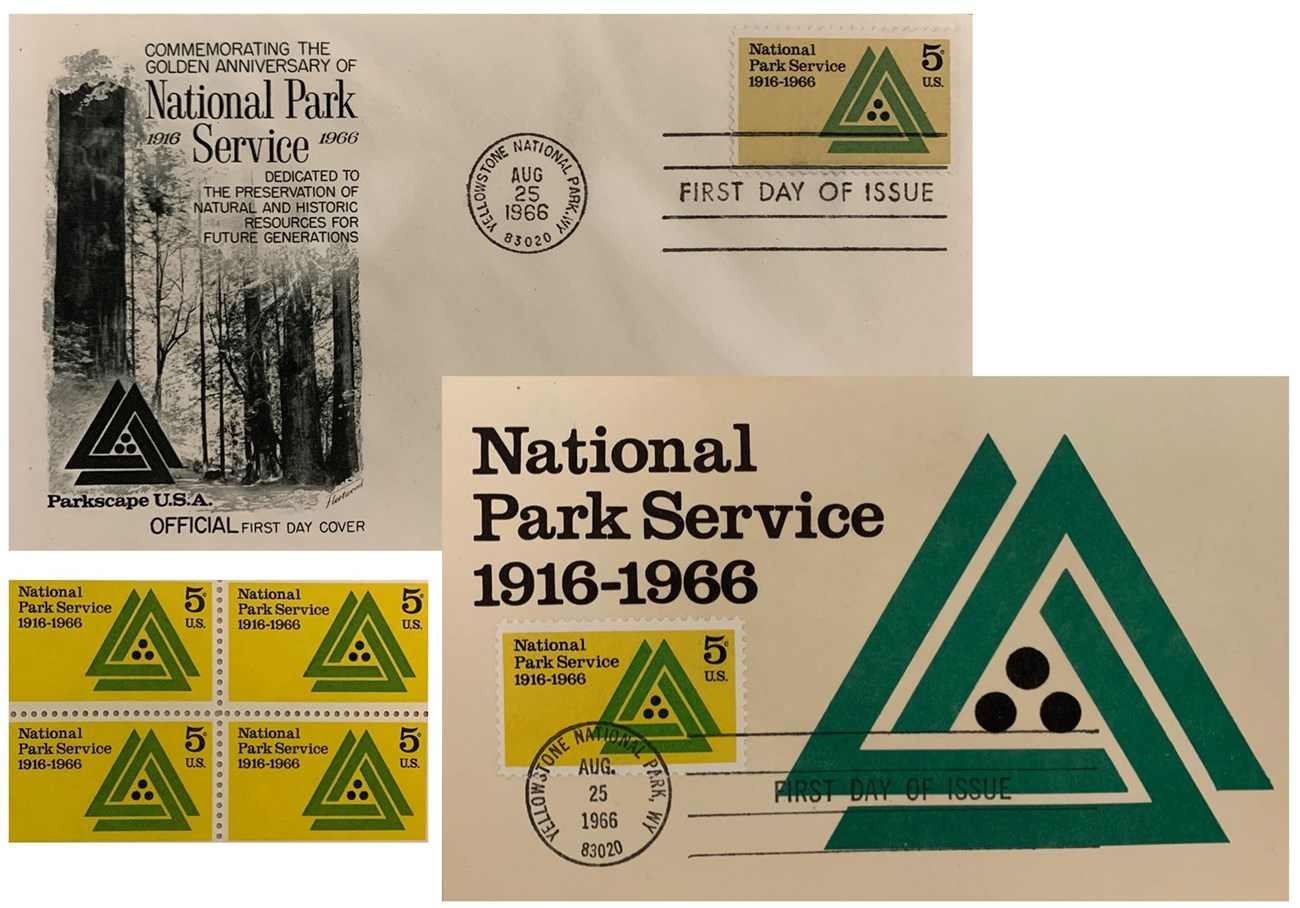 COMMEMORATING THE
GOLDEN ANNIVERSARY OF
National Park
1916 Service 1966
DEDICATED TO
THE PRESERVATION OF
NATURAL AND HISTORIC
RESOURCES FOR
FUTURE GENERATIONS
Parkscape U.S.A.
Fleetwood
OFFICIAL FIRST DAY COVER
YELLOWSTONE NATIONAL PARK, WY
AUG
25
1966
83020
National
Park Service
1916-1966
5¢
U.S.
FIRST DAY OF ISSUE
National
Park Service
1916-1966
5¢
U.S.
National
Park Service
1916-1966
5¢
U.S.
National
Park Service
1916-1966
5¢
U.S.
National
Park Service
1916-1966
5¢
U.S.
National
Park Service
1916-1966
National
Park Service
1916-1966
5¢
U.S.
YELLOWSTONE NATIONAL PARK, WY
AUG.
25
1966
83020
FIRST DAY OF ISSUE